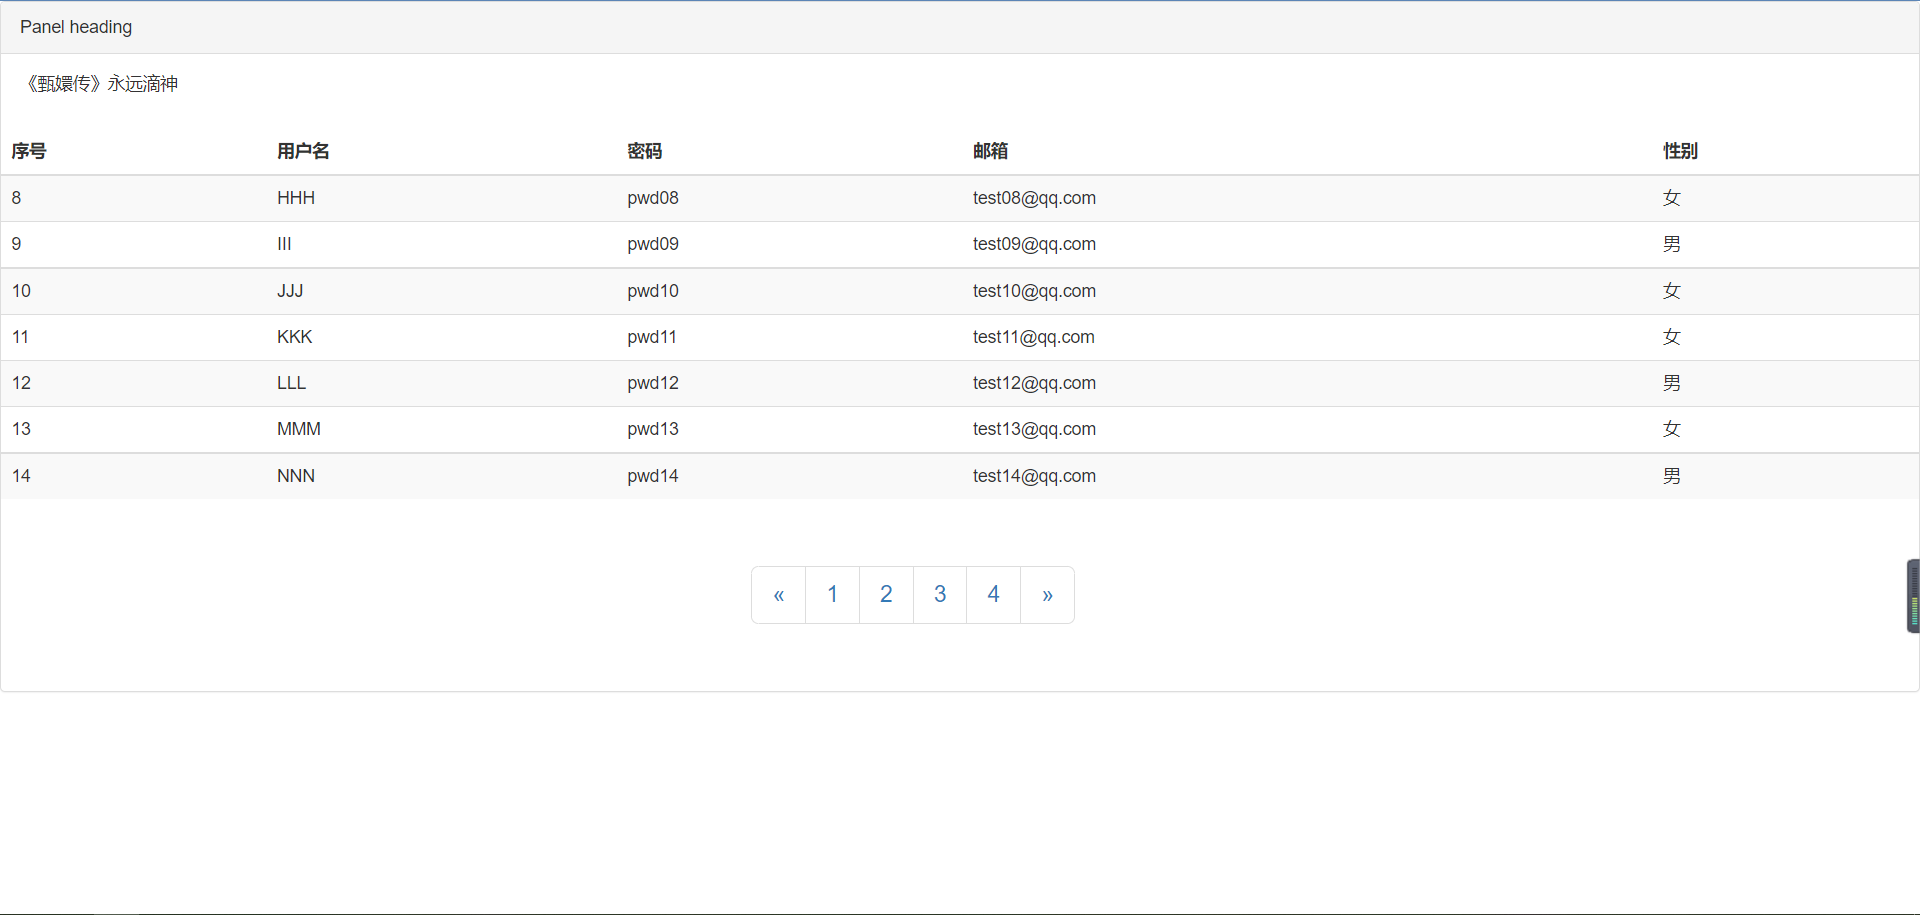 Panel heading
《甄嬛传》永远滴神
序号 用户名 密码 邮箱 性别
8 HHH pwd08 test08@qq.com 女
9 III pwd09 test09@qq.com 男
10 JJJ pwd10 test10@qq.com 女
11 KKK pwd11 test11@qq.com 女
12 LLL pwd12 test12@qq.com 男
13 MMM pwd13 test13@qq.com 女
14 NNN pwd14 test14@qq.com 男
« 1 2 3 4 »